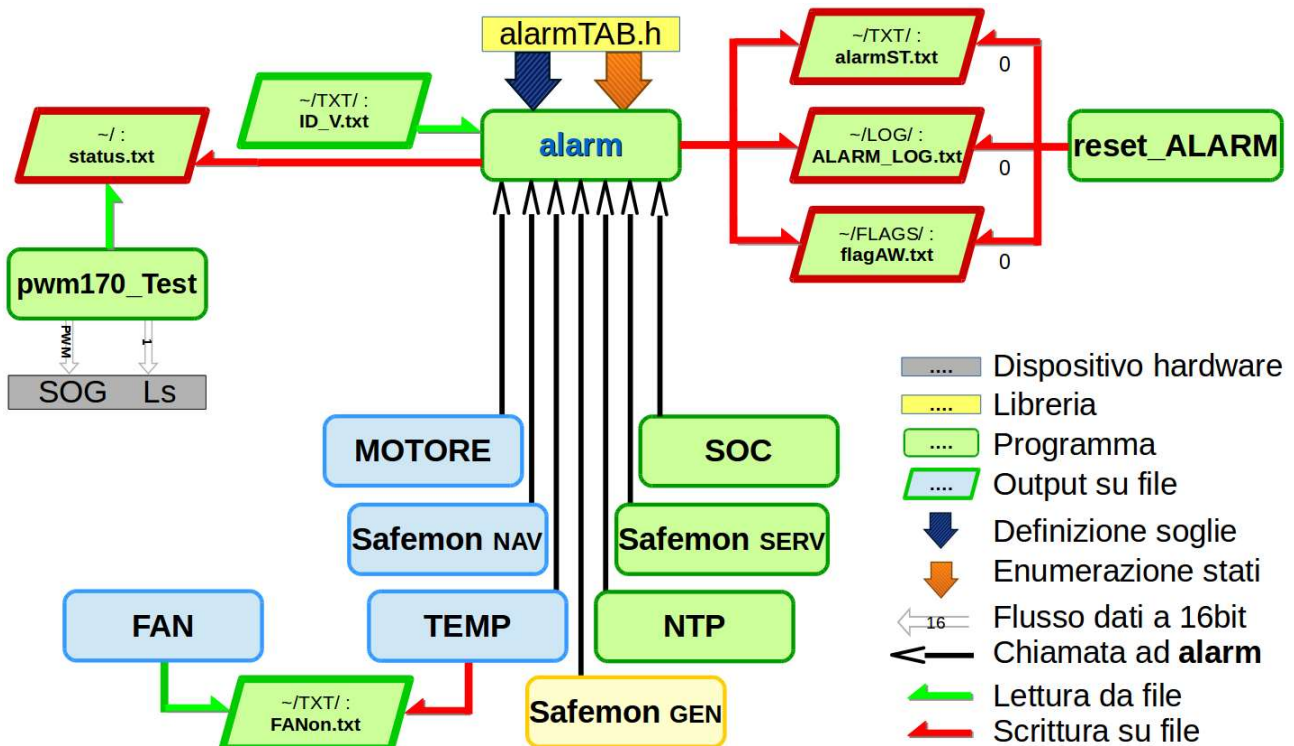 alarmTAB.h
~/TXT/ :
ID_V.txt
~/ :
status.txt
alarm
~/TXT/ :
alarmST.txt
0
~/LOG/ :
ALARM_LOG.txt
0
~/FLAGS/ :
flagAW.txt
0
reset_ALARM
pwm170_Test
PWM
1
SOG Ls
MOTORE
SOC
Safemon NAV
Safemon SERV
FAN
TEMP
NTP
~/TXT/ :
FANon.txt
Safemon GEN
.... Dispositivo hardware
.... Libreria
.... Programma
.... Output su file
Definizione soglie
Enumerazione stati
16 Flusso dati a 16bit
Chiamata ad alarm
Lettura da file
Scrittura su file